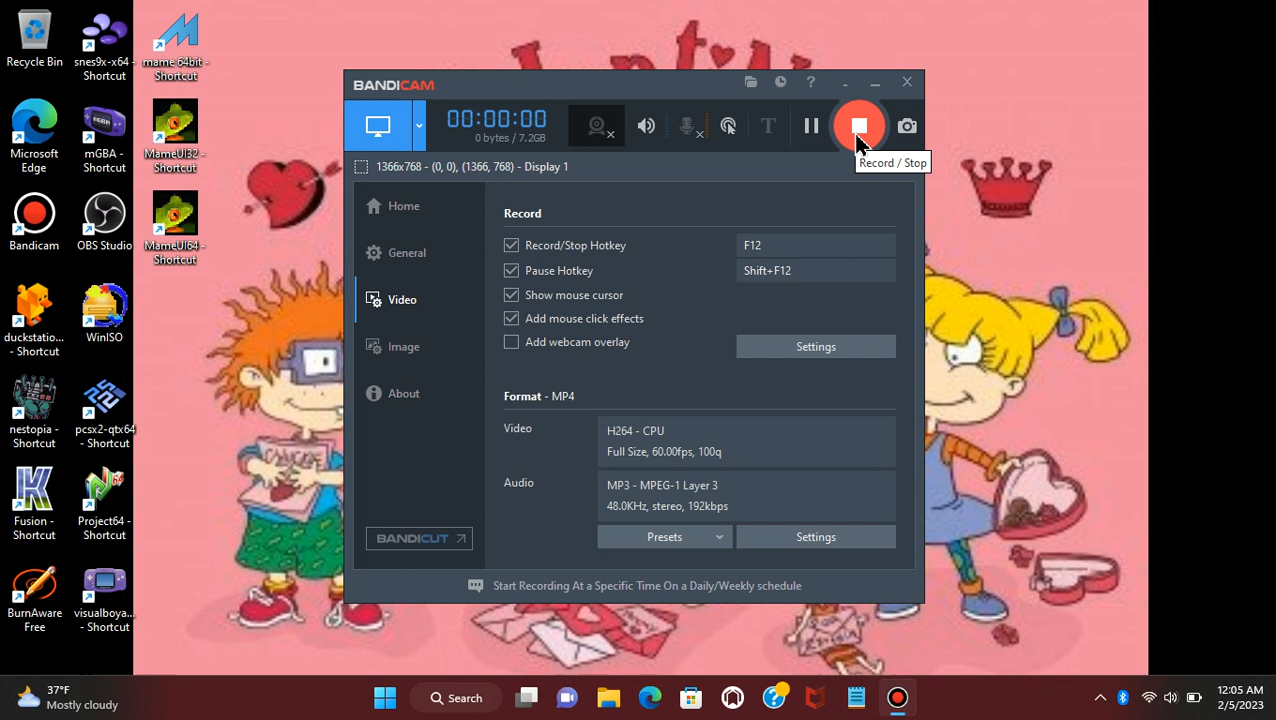 Recycle Bin
snes9x-x64 -
Shortcut
mame 64bit -
Shortcut
Microsoft
Edge
mGBA -
Shortcut
MameUI32 -
Shortcut
Bandicam
OBS Studio
MameUI64 -
Shortcut
duckstatio...
- Shortcut
WinISO
nestopia -
Shortcut
pcsx2-qtx64
- Shortcut
Fusion -
Shortcut
Project64 -
Shortcut
BurnAware
Free
visualboya...
- Shortcut
BANDICAM
00:00:00
0 bytes / 7.2GB
Record / Stop
1366x768 - (0, 0), (1366, 768) - Display 1
Home
General
Video
Image
About
BANDICUT
Record
Record/Stop Hotkey
F12
Pause Hotkey
Shift+F12
Show mouse cursor
Add mouse click effects
Add webcam overlay
Settings
Format - MP4
Video
H264 - CPU
Full Size, 60.00fps, 100q
Audio
MP3 - MPEG-1 Layer 3
48.0KHz, stereo, 192kbps
Presets
Settings
Start Recording At a Specific Time On a Daily/Weekly schedule
37°F
Mostly cloudy
Search
12:05 AM
2/5/2023